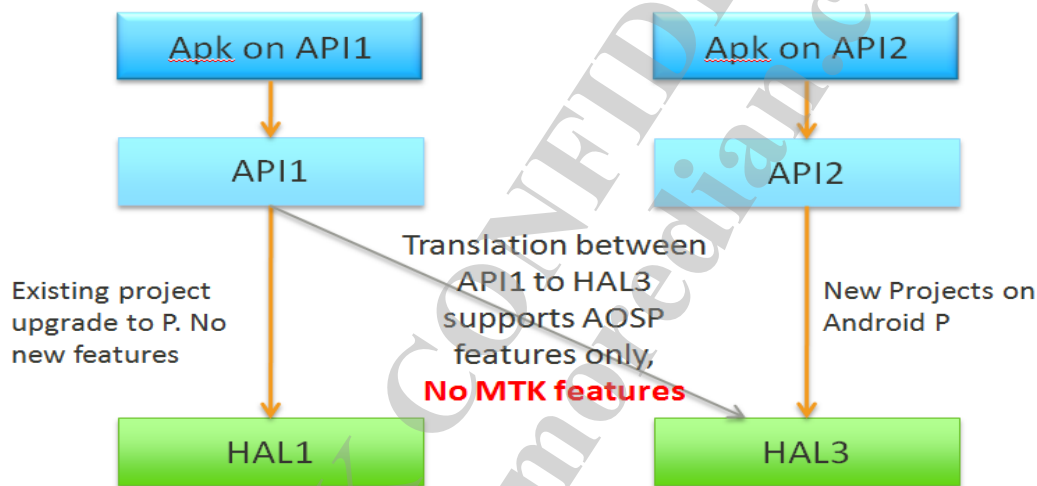 Apk on API1
Apk on API2
API1
API2
Translation between
API1 to HAL3
supports AOSP
features only,
No MTK features
Existing project
upgrade to P. No
new features
New Projects on
Android P
HAL1
HAL3